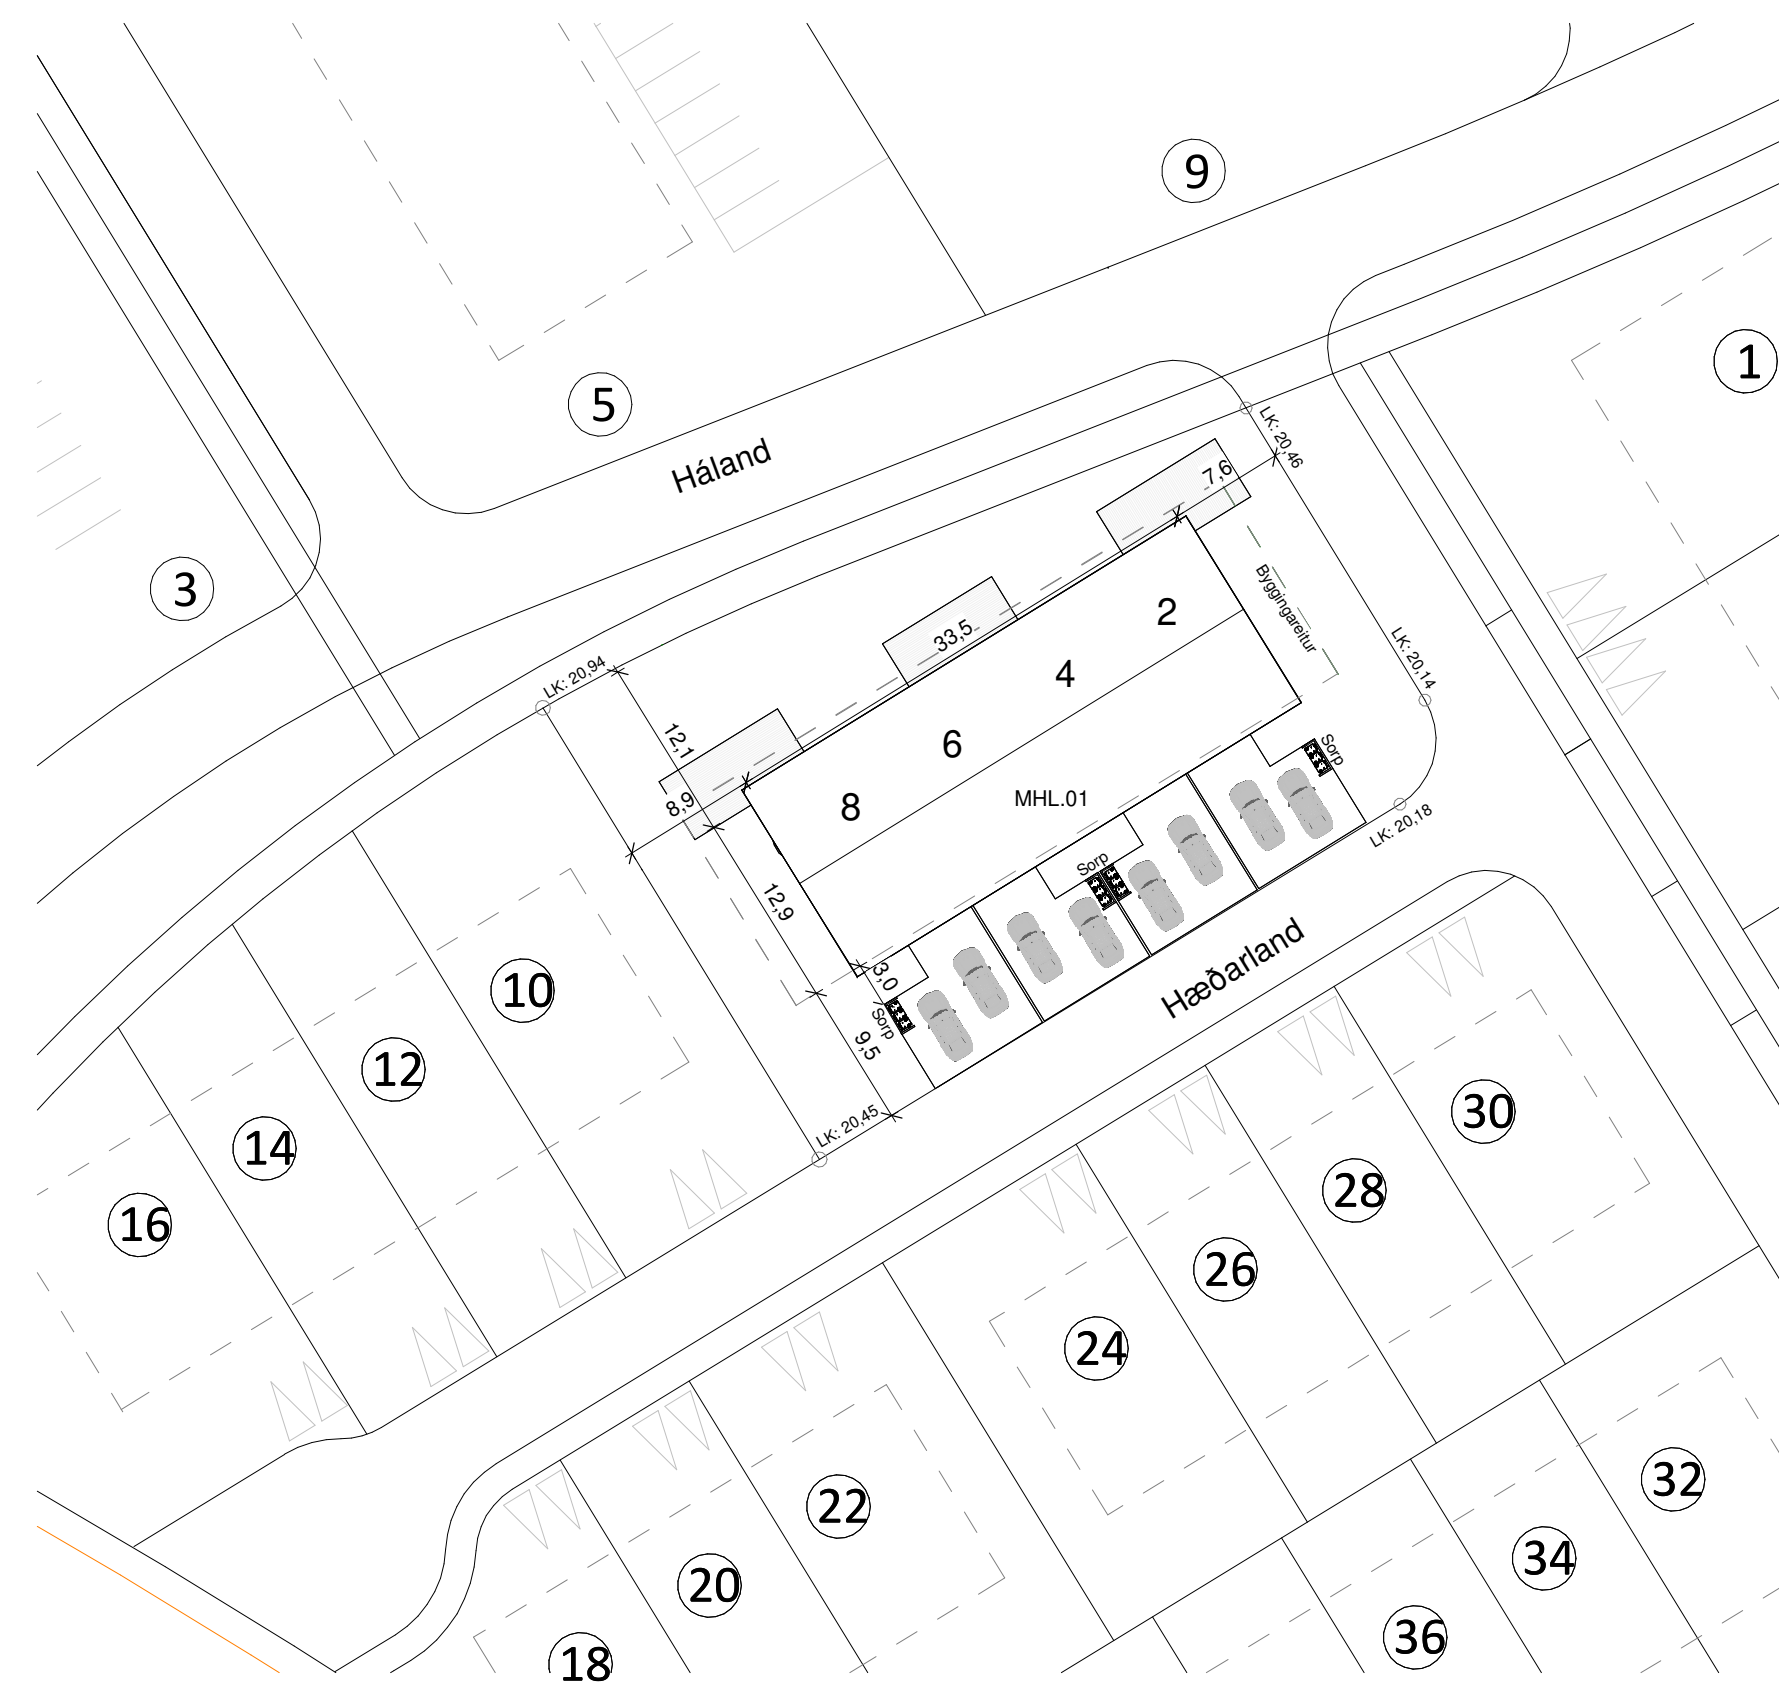 9
1
5
Háland
LK: 20,46
7,6
3
Byggingareitur
2
33,5
LK: 20,14
LK: 20,94
4
12,1
6
Sorp
8,9
8
MHL.01
LK: 20,18
Sorp
12,9
Hæðarland
3,0
10
Sorp
9,5
12
30
LK: 20,45
14
28
16
26
24
32
22
34
20
36
18